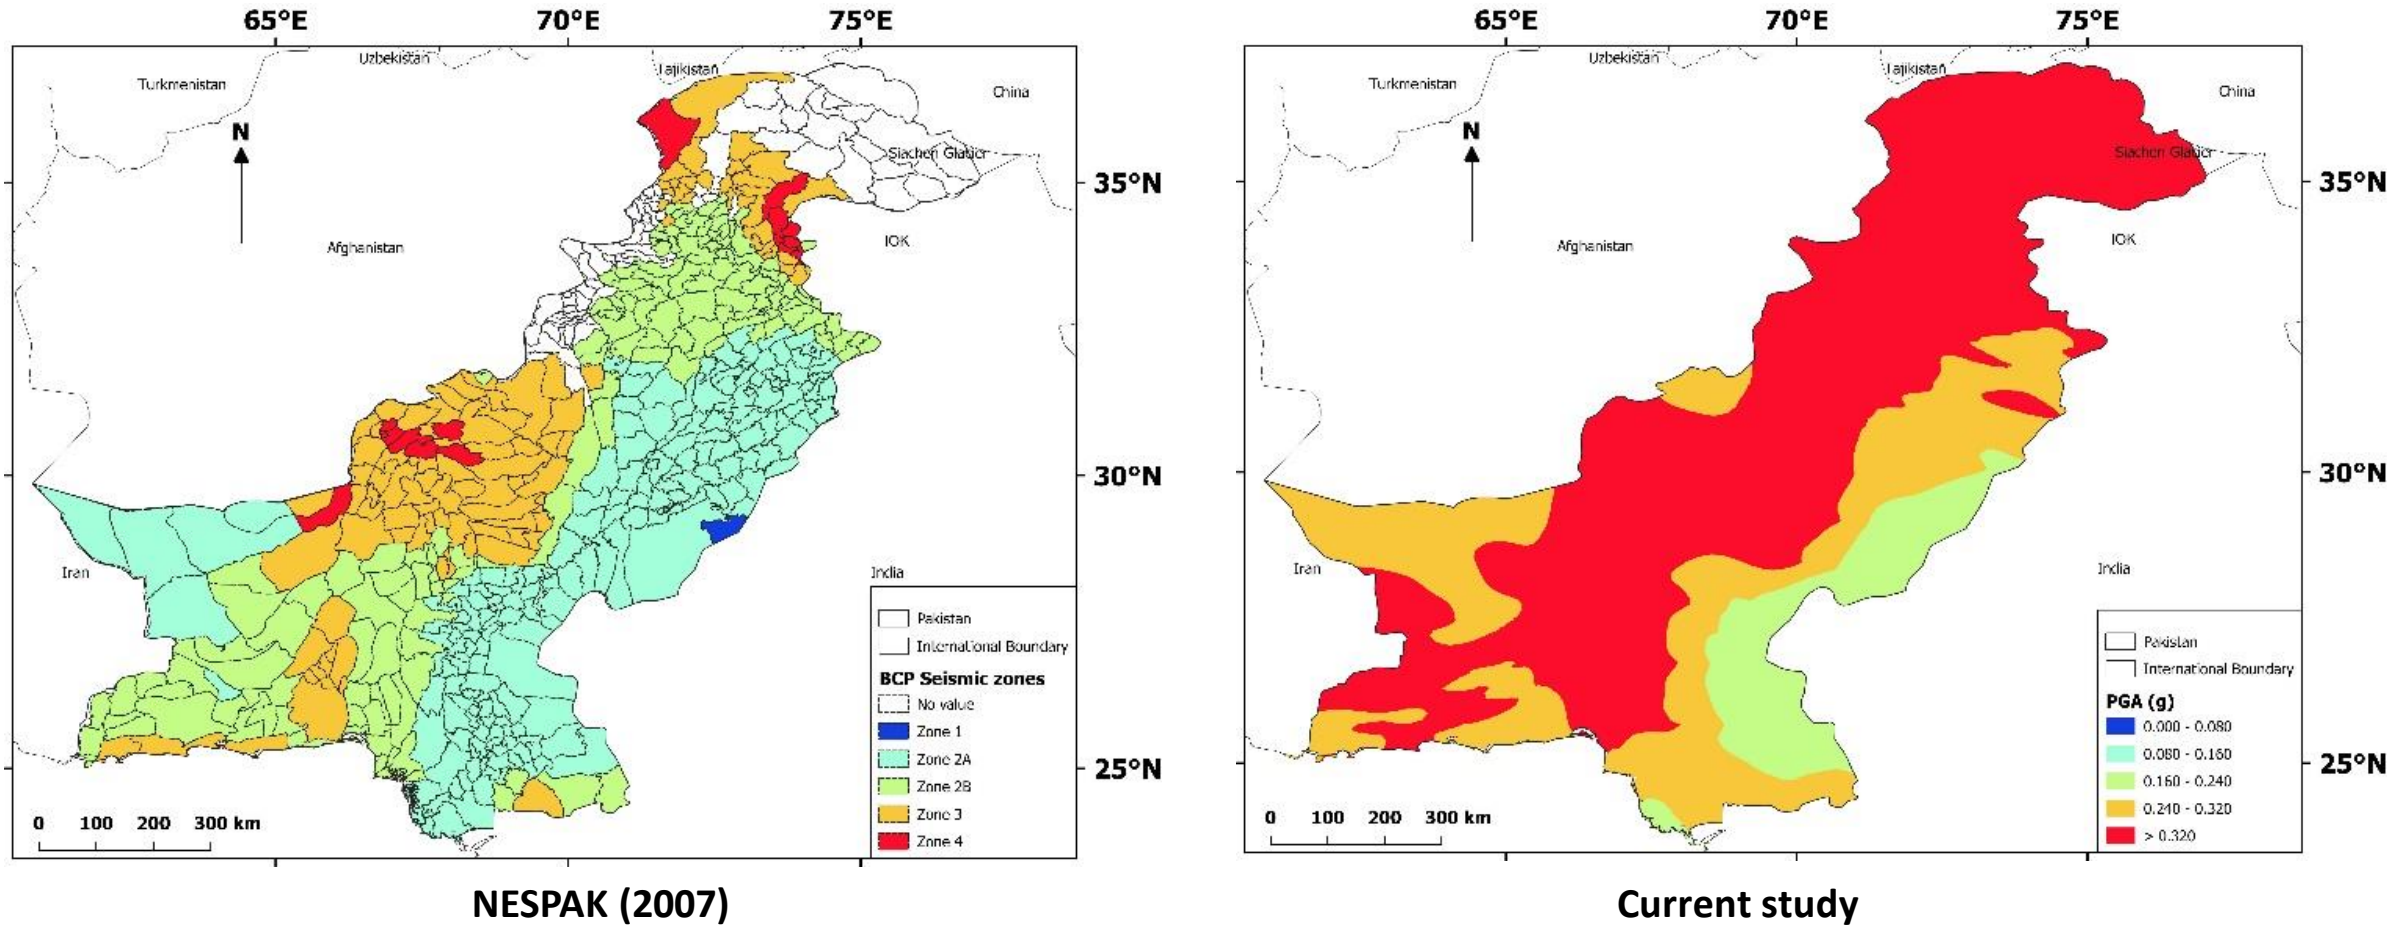 65°E 70°E 75°E
Uzbekistan
Tajikistan
Turkmenistan
China
N
Siachen Glacier
35°N
Afghanistan
IOK
30°N
Iran
India
Pakistan
International Boundary
BCP Seismic zones
No value
Zone 1
Zone 2A
Zone 2B
Zone 3
Zone 4
25°N
0 100 200 300 km
NESPAK (2007)
65°E 70°E 75°E
Uzbekistan
Tajikistan
Turkmenistan
China
N
Siachen Glacier
35°N
Afghanistan
IOK
30°N
Iran
India
Pakistan
International Boundary
PGA (g)
0.000 - 0.080
0.080 - 0.160
0.160 - 0.240
0.240 - 0.320
> 0.320
25°N
0 100 200 300 km
Current study